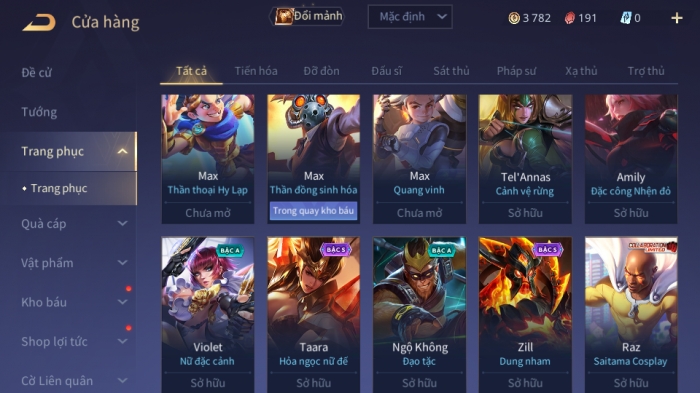 Cửa hàng
Đổi mảnh
Mặc định
3 782
191
0
Đề cử
Tướng
Trang phục
Trang phục
Quà cáp
Vật phẩm
Kho báu
Shop lợi tức
Cờ Liên quân
Tất cả
Tiến hóa
Đỡ đòn
Đấu sĩ
Sát thủ
Pháp sư
Xạ thủ
Trợ thủ
Max
Thần thoại Hy Lạp
Chưa mở
Max
Thần đồng sinh hóa
Trong quay kho báu
Max
Quang vinh
Chưa mở
Tel'Annas
Cảnh vệ rừng
Sở hữu
Amily
Đặc công Nhện đỏ
Sở hữu
BẬC A
Violet
Nữ đặc cảnh
Sở hữu
BẬC S
Taara
Hỏa ngọc nữ đế
Sở hữu
BẬC A
Ngộ Không
Đạo tặc
Sở hữu
BẬC S
Zill
Dung nham
Sở hữu
COLLABORATION
LIMITED
Raz
Saitama Cosplay
Sở hữu